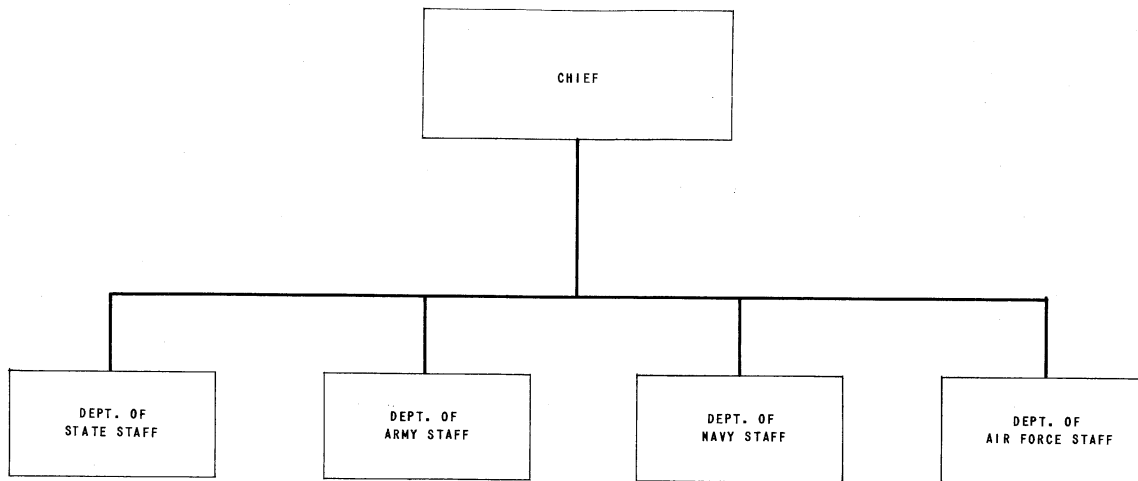 CHIEF
DEPT. OF
STATE STAFF
DEPT. OF
ARMY STAFF
DEPT. OF
NAVY STAFF
DEPT. OF
AIR FORCE STAFF